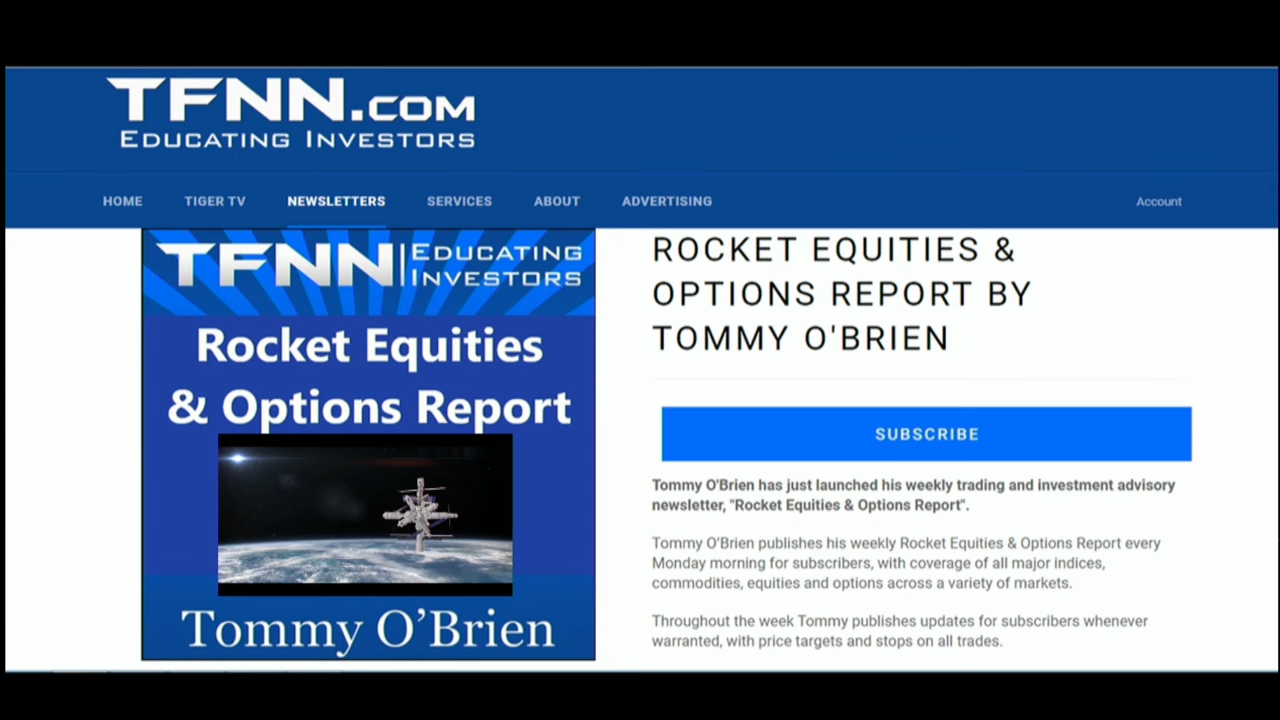 TFNN.COM
EDUCATING INVESTORS
HOME TIGER TV NEWSLETTERS SERVICES ABOUT ADVERTISING Account
TFNN EDUCATING
INVESTORS
Rocket Equities
& Options Report
Tommy O’Brien
ROCKET EQUITIES &
OPTIONS REPORT BY
TOMMY O'BRIEN
SUBSCRIBE
Tommy O'Brien has just launched his weekly trading and investment advisory
newsletter, "Rocket Equities & Options Report".
Tommy O'Brien publishes his weekly Rocket Equities & Options Report every
Monday morning for subscribers, with coverage of all major indices,
commodities, equities and options across a variety of markets.
Throughout the week Tommy publishes updates for subscribers whenever
warranted, with price targets and stops on all trades.